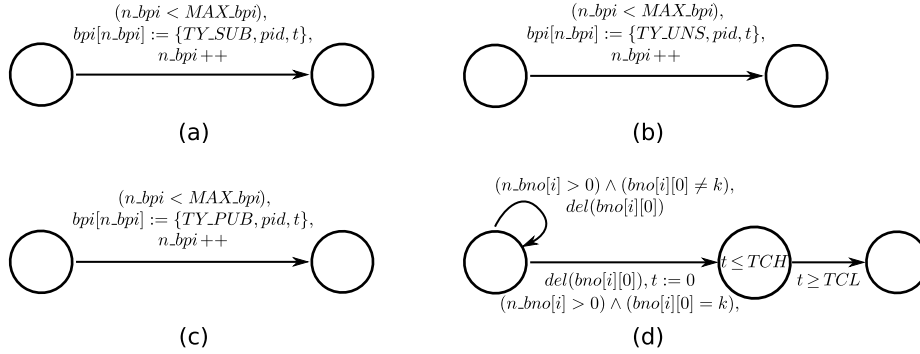 (n_bpi < MAX_bpi),
bpi[n_bpi] := {TY_SUB, pid, t},
n_bpi++
(a)
(n_bpi < MAX_bpi),
bpi[n_bpi] := {TY_UNS, pid, t},
n_bpi++
(b)
(n_bpi < MAX_bpi),
bpi[n_bpi] := {TY_PUB, pid, t},
n_bpi++
(c)
(n_bno[i] > 0) ∧ (bno[i][0] ≠ k),
del(bno[i][0])
t ≤ TCH
del(bno[i][0]), t := 0
(n_bno[i] > 0) ∧ (bno[i][0] = k),
t ≥ TCL
(d)